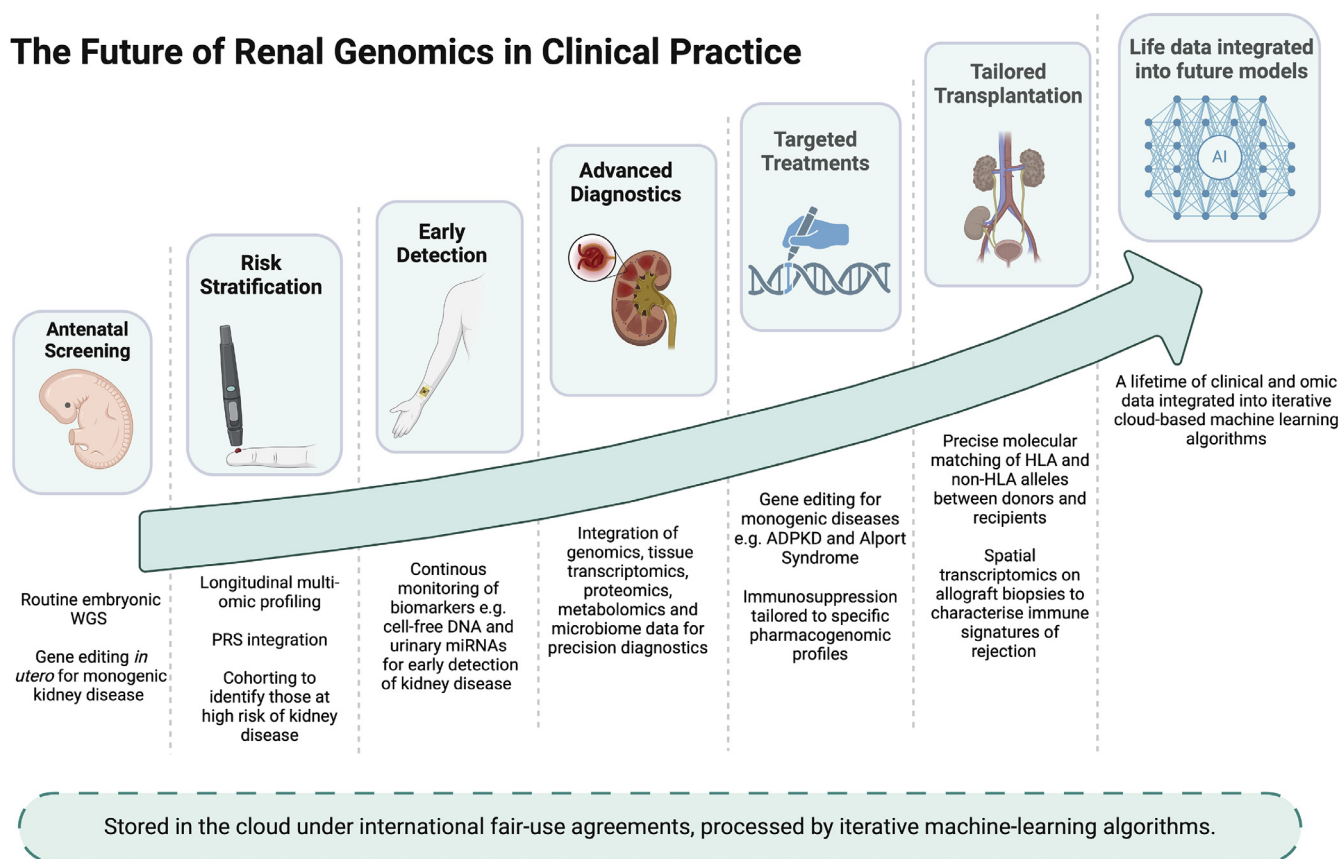 The Future of Renal Genomics in Clinical Practice
Antenatal
Screening
Routine embryonic
WGS
Gene editing in
utero for monogenic
kidney disease
Risk
Stratification
Longitudinal multi-
omic profiling
PRS integration
Cohorting to
identify those at
high risk of kidney
disease
Early
Detection
Continous
monitoring of
biomarkers e.g.
cell-free DNA and
urinary miRNAs
for early detection
of kidney disease
Advanced
Diagnostics
Integration of
genomics, tissue
transcriptomics,
proteomics,
metabolomics and
microbiome data for
precision diagnostics
Targeted
Treatments
Gene editing for
monogenic diseases
e.g. ADPKD and Alport
Syndrome
Immunosuppression
tailored to specific
pharmacogenomic
profiles
Tailored
Transplantation
Precise molecular
matching of HLA and
non-HLA alleles
between donors and
recipients
Spatial
transcriptomics on
allograft biopsies to
characterise immune
signatures of
rejection
Life data integrated
into future models
AI
A lifetime of clinical and omic
data integrated into iterative
cloud-based machine learning
algorithms
Stored in the cloud under international fair-use agreements, processed by iterative machine-learning algorithms.